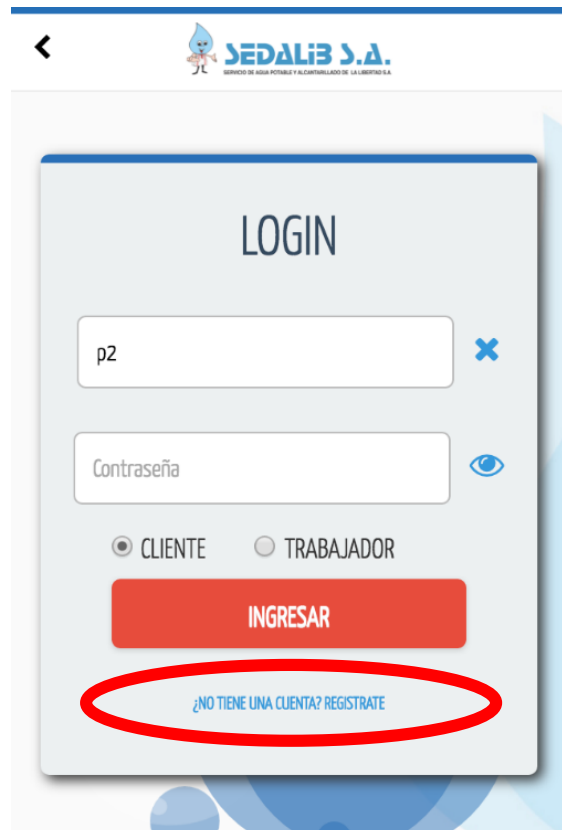 SEDALIB S.A.
SERVICIO DE AGUA POTABLE Y ALCANTARILLADO DE LA LIBERTAD S.A.
LOGIN
p2
Contraseña
CLIENTE TRABAJADOR
INGRESAR
¿NO TIENE UNA CUENTA? REGISTRATE